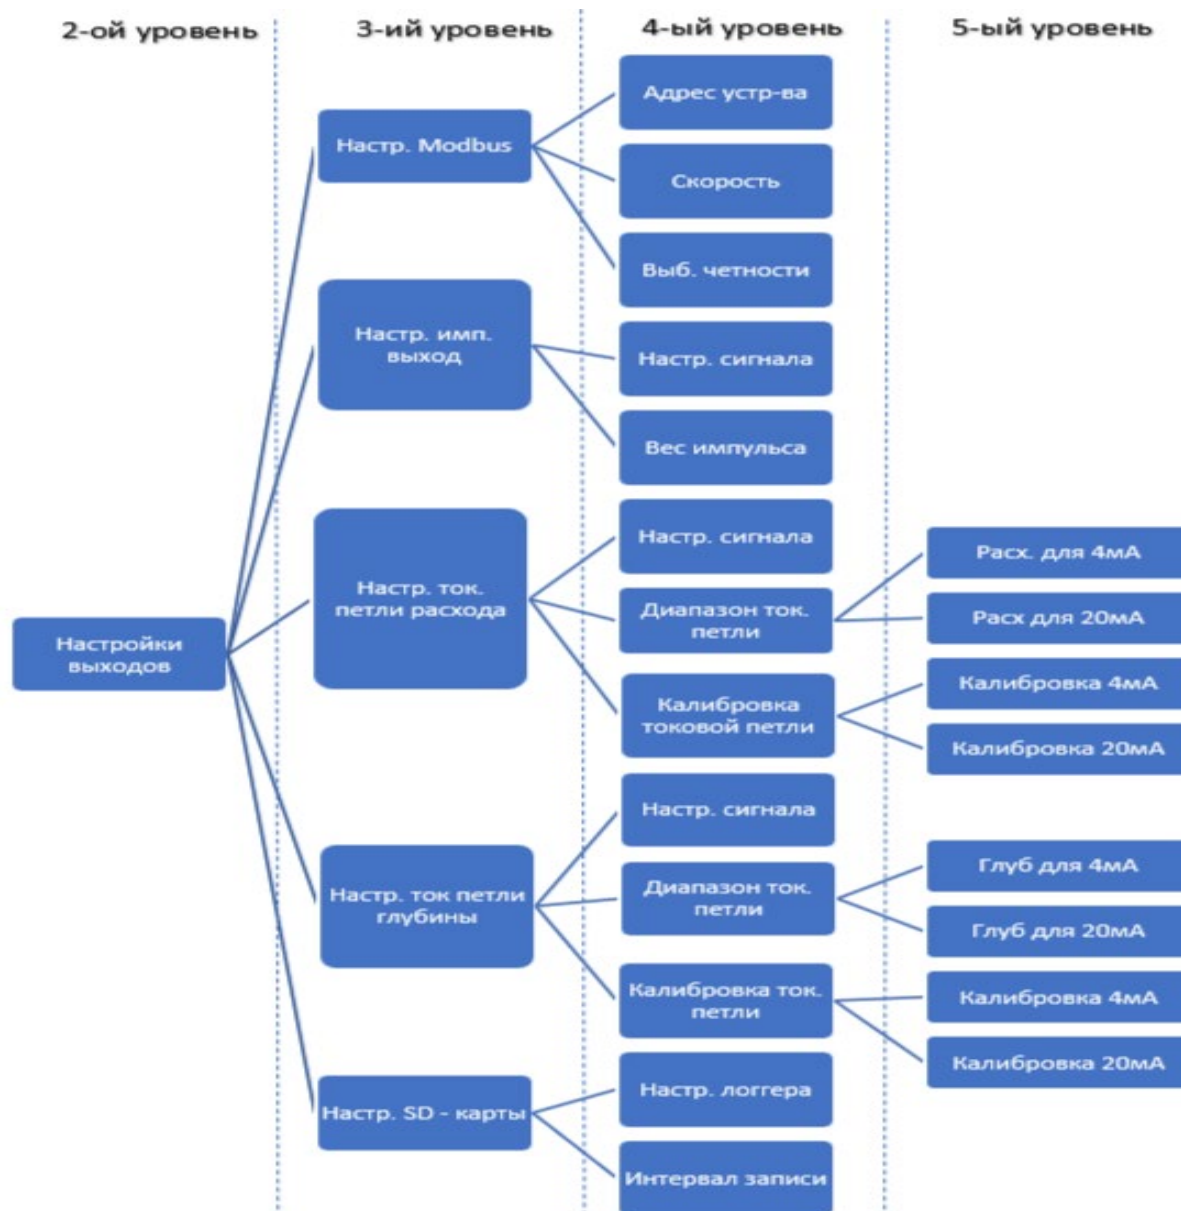 2-ой уровень
3-ий уровень
4-ый уровень
5-ый уровень
Настройки
выходов
Настр. Modbus
Адрес устр-ва
Скорость
Выб. четности
Настр. имп.
выход
Настр. сигнала
Вес импульса
Настр. ток.
петли расхода
Настр. сигнала
Диапазон ток.
петли
Расх. для 4мА
Расх для 20мА
Калибровка
токовой петли
Калибровка 4мА
Калибровка 20мА
Настр. ток петли
глубины
Настр. сигнала
Диапазон ток.
петли
Глуб для 4мА
Глуб для 20мА
Калибровка ток.
петли
Калибровка 4мА
Калибровка 20мА
Настр. SD - карты
Настр. логгера
Интервал записи